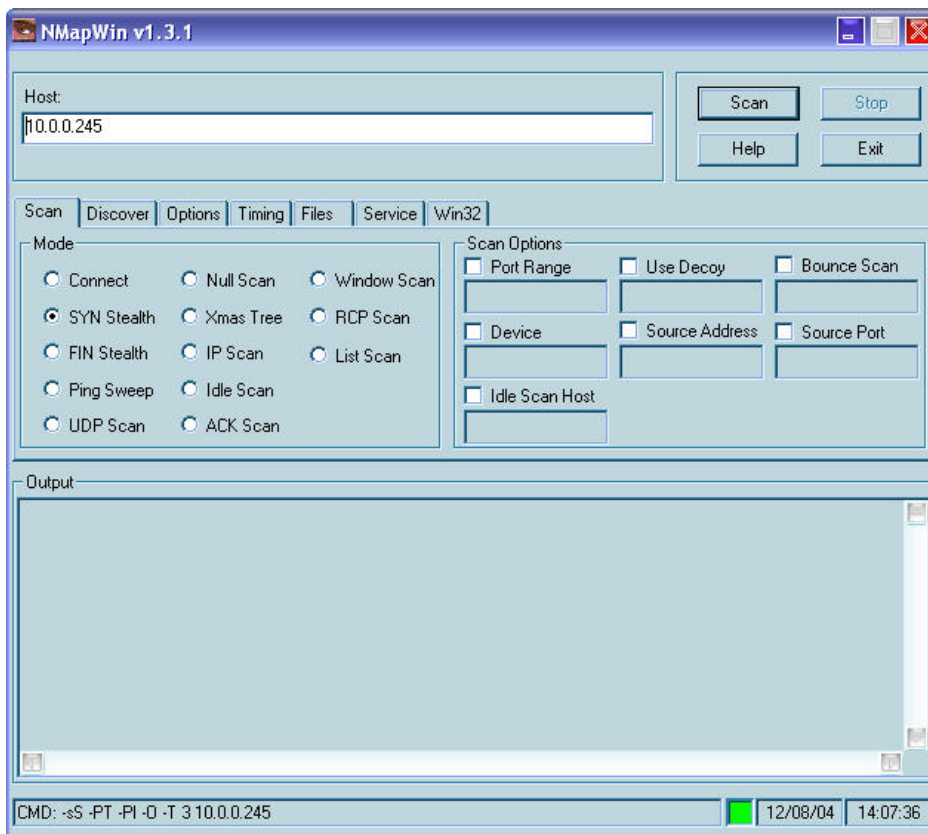 NMapWin v1.3.1
Host:
10.0.0.245
Scan Stop
Help Exit
Scan Discover Options Timing Files Service Win32
Mode
Connect Null Scan Window Scan
SYN Stealth Xmas Tree RCP Scan
FIN Stealth IP Scan List Scan
Ping Sweep Idle Scan
UDP Scan ACK Scan
Scan Options
Port Range Use Decoy Bounce Scan
Device Source Address Source Port
Idle Scan Host
Output
CMD: -sS -PT -PI -O -T 3 10.0.0.245 12/08/04 14:07:36